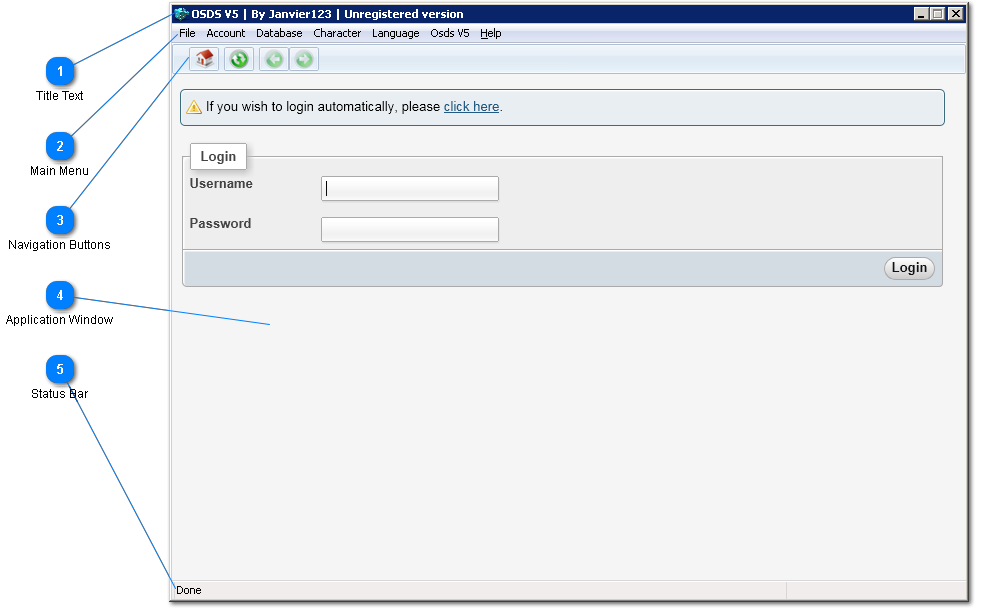 OSDS V5 | By Janvier123 | Unregistered version
File Account Database Character Language Osds V5 Help
1
Title Text
2
Main Menu
3
Navigation Buttons
4
Application Window
5
Status Bar
If you wish to login automatically, please click here.
Login
Username
Password
Login
Done